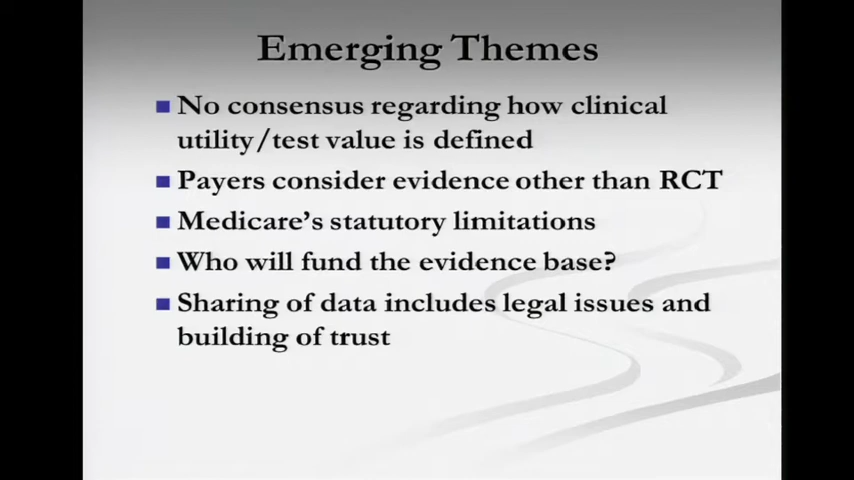 Emerging Themes
No consensus regarding how clinical
utility/test value is defined
Payers consider evidence other than RCT
Medicare's statutory limitations
Who will fund the evidence base?
Sharing of data includes legal issues and
building of trust